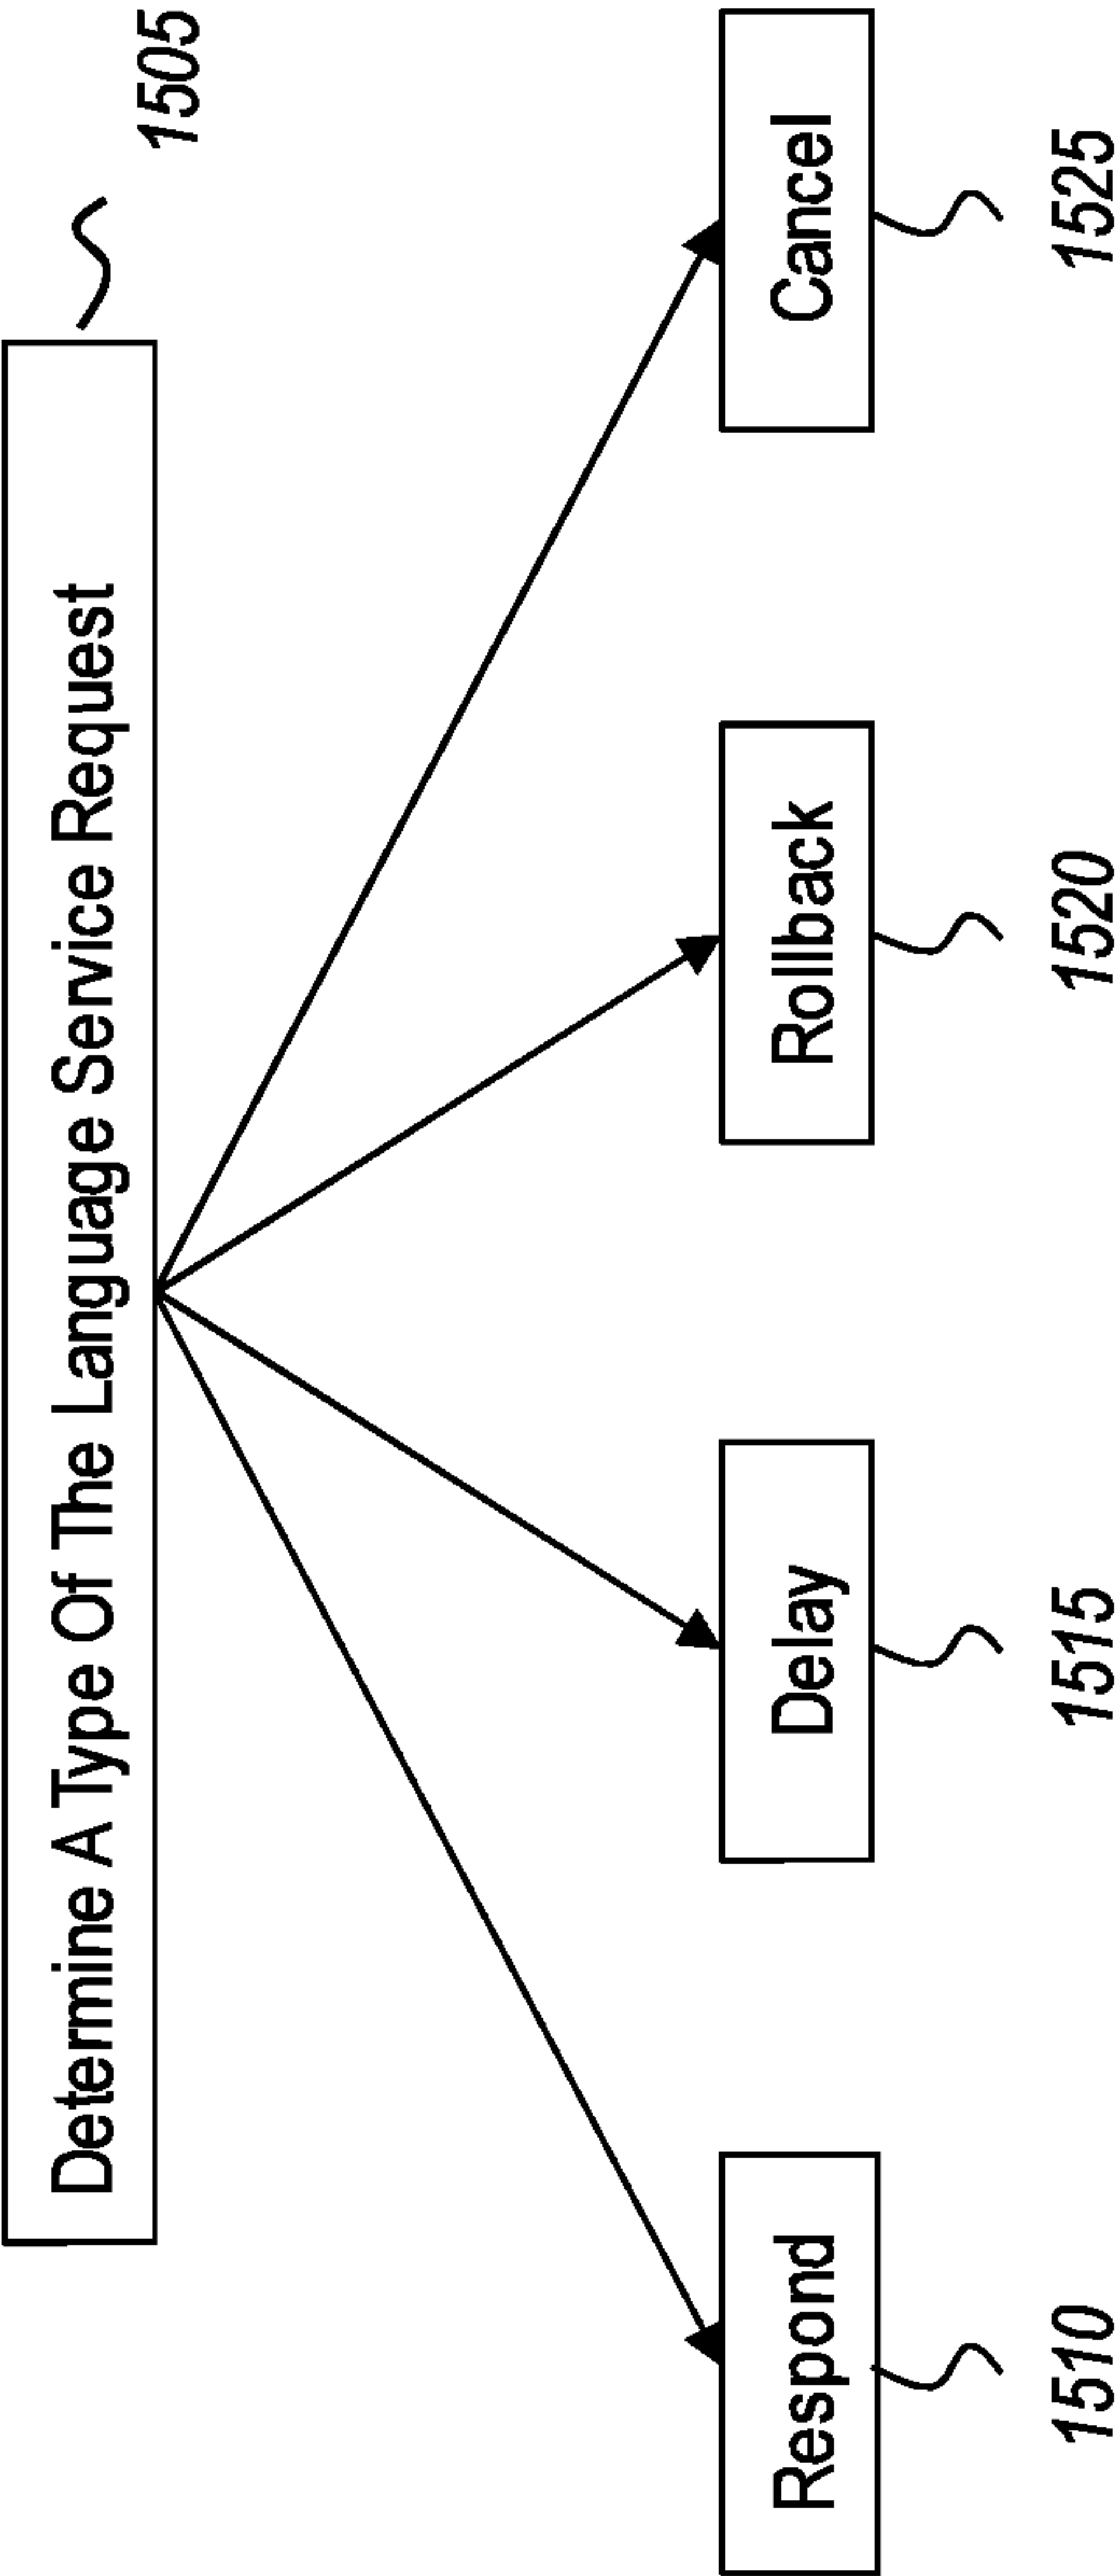 Determine A Type Of The Language Service Request
1505
Respond
Delay
Rollback
Cancel
1510
1515
1520
1525